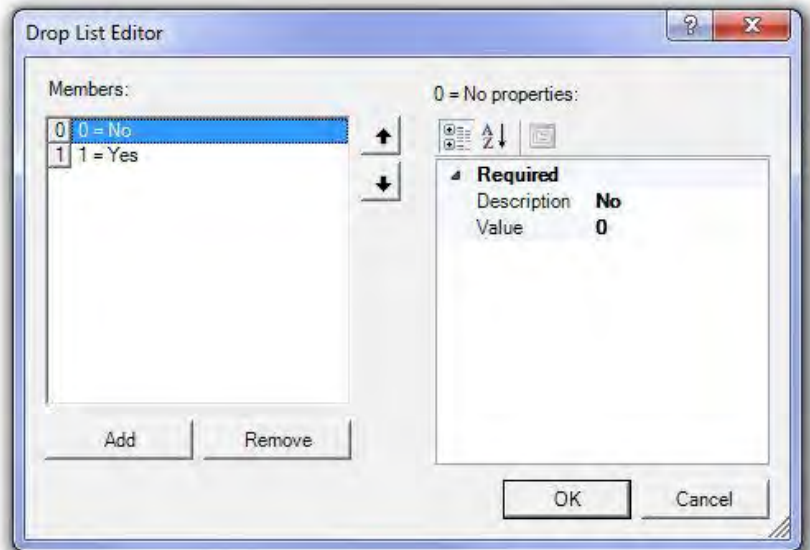 Drop List Editor
?
X
Members:
0 0 = No
1 1 = Yes
Add
Remove
0 = No properties:
A
Z
Required
Description No
Value 0
OK
Cancel